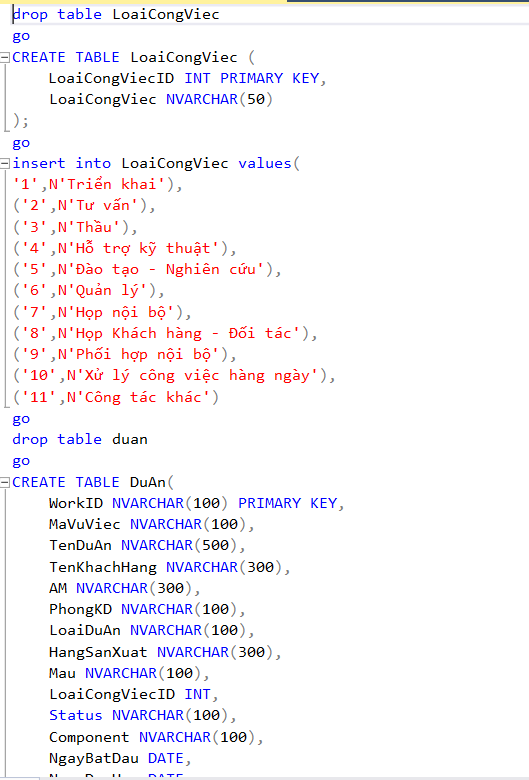 drop table LoaiCongViec
go
CREATE TABLE LoaiCongViec (
    LoaiCongViecID INT PRIMARY KEY,
    LoaiCongViec NVARCHAR(50)
);
go
insert into LoaiCongViec values(
'1',N'Triển khai'),
('2',N'Tư vấn'),
('3',N'Thầu'),
('4',N'Hỗ trợ kỹ thuật'),
('5',N'Đào tạo - Nghiên cứu'),
('6',N'Quản lý'),
('7',N'Họp nội bộ'),
('8',N'Họp Khách hàng - Đối tác'),
('9',N'Phối hợp nội bộ'),
('10',N'Xử lý công việc hàng ngày'),
('11',N'Công tác khác')
go
drop table duan
go
CREATE TABLE DuAn(
    WorkID NVARCHAR(100) PRIMARY KEY,
    MaVuViec NVARCHAR(100),
    TenDuAn NVARCHAR(500),
    TenKhachHang NVARCHAR(300),
    AM NVARCHAR(300),
    PhongKD NVARCHAR(100),
    LoaiDuAn NVARCHAR(100),
    HangSanXuat NVARCHAR(300),
    Mau NVARCHAR(100),
    LoaiCongViecID INT,
    Status NVARCHAR(100),
    Component NVARCHAR(100),
    NgayBatDau DATE,